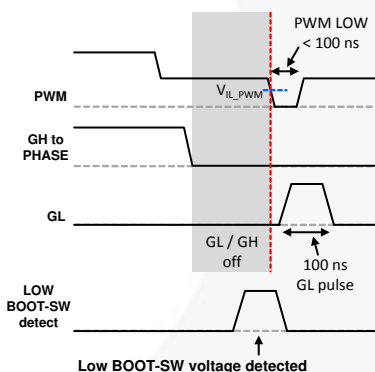 PWM LOW
< 100 ns
V_IL_PWM
PWM
GH to
PHASE
GL
GL / GH
off
100 ns
GL pulse
LOW
BOOT-SW
detect
Low BOOT-SW voltage detected